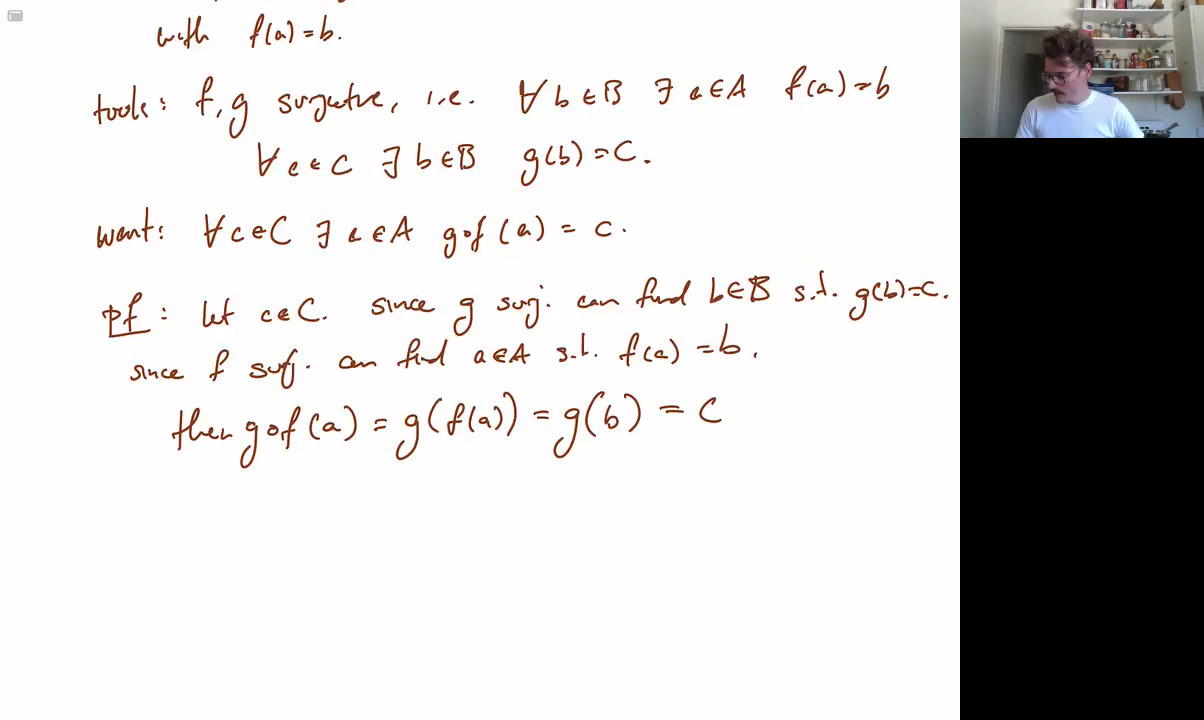 with f(a)=b.
tools: f,g surjective, i.e. ∀ b∈B ∃ a∈A f(a)=b
∀ c∈C ∃ b∈B g(b)=c.
want: ∀c∈C ∃ a∈A g∘f (a) = c.
pf: let c∈C. since g surj. can find b∈B s.t. g(b)=c.
since f surj. can find a∈A s.t. f(a)=b.
then g∘f(a) = g(f(a)) = g(b) = c